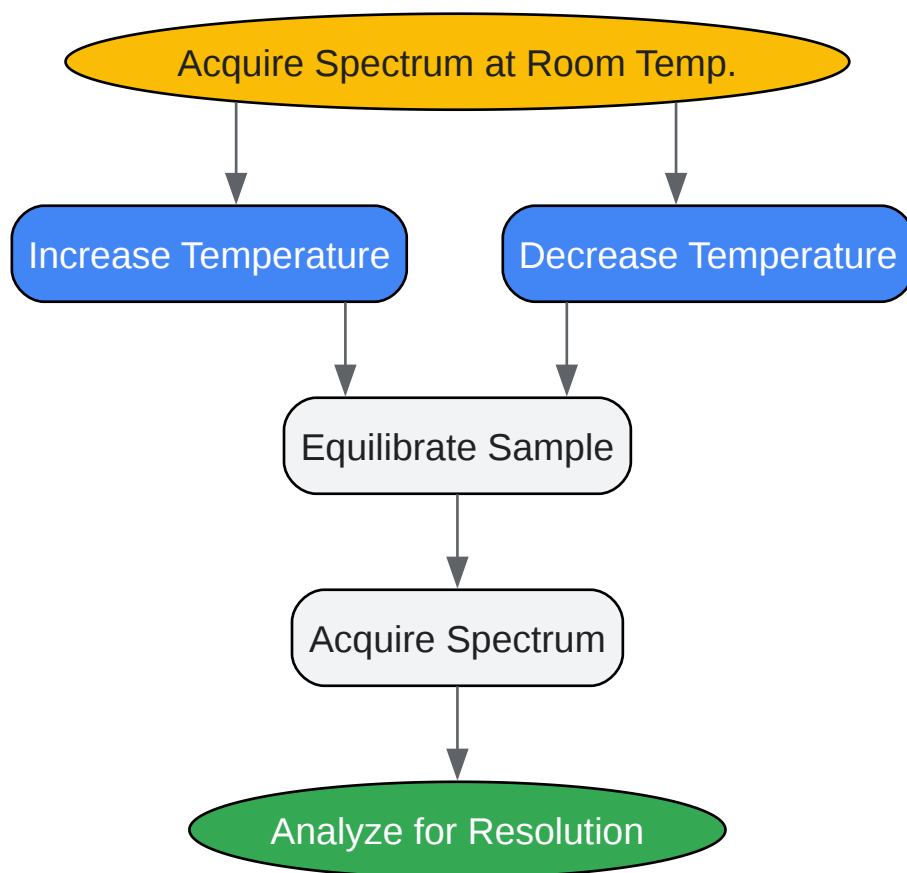 Acquire Spectrum at Room Temp.
Increase Temperature
Decrease Temperature
Equilibrate Sample
Acquire Spectrum
Analyze for Resolution